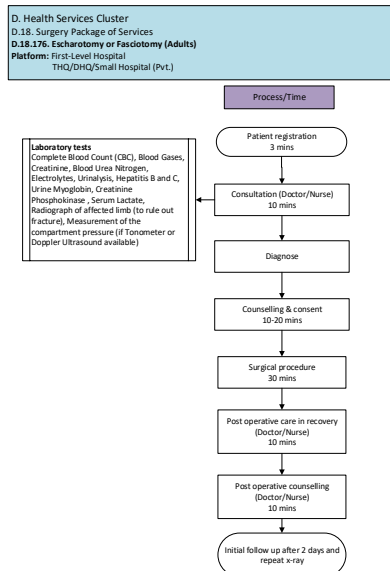 D. Health Services Cluster
D.18. Surgery Package of Services
D.18.176. Escharotomy or Fasciotomy (Adults)
Platform: First-Level Hospital
THQ/DHQ/Small Hospital (Pvt.)
Process/Time
Patient registration
3 mins
Laboratory tests
Complete Blood Count (CBC), Blood Gases,
Creatinine, Blood Urea Nitrogen,
Electrolytes, Urinalysis, Hepatitis B and C,
Urine Myoglobin, Creatinine
Phosphokinase , Serum Lactate,
Radiograph of affected limb (to rule out
fracture), Measurement of the
compartment pressure (if Tonometer or
Doppler Ultrasound available)
Consultation (Doctor/Nurse)
10 mins
Diagnose
Counselling & consent
10-20 mins
Surgical procedure
30 mins
Post operative care in recovery
(Doctor/Nurse)
10 mins
Post operative counselling
(Doctor/Nurse)
10 mins
Initial follow up after 2 days and
repeat x-ray